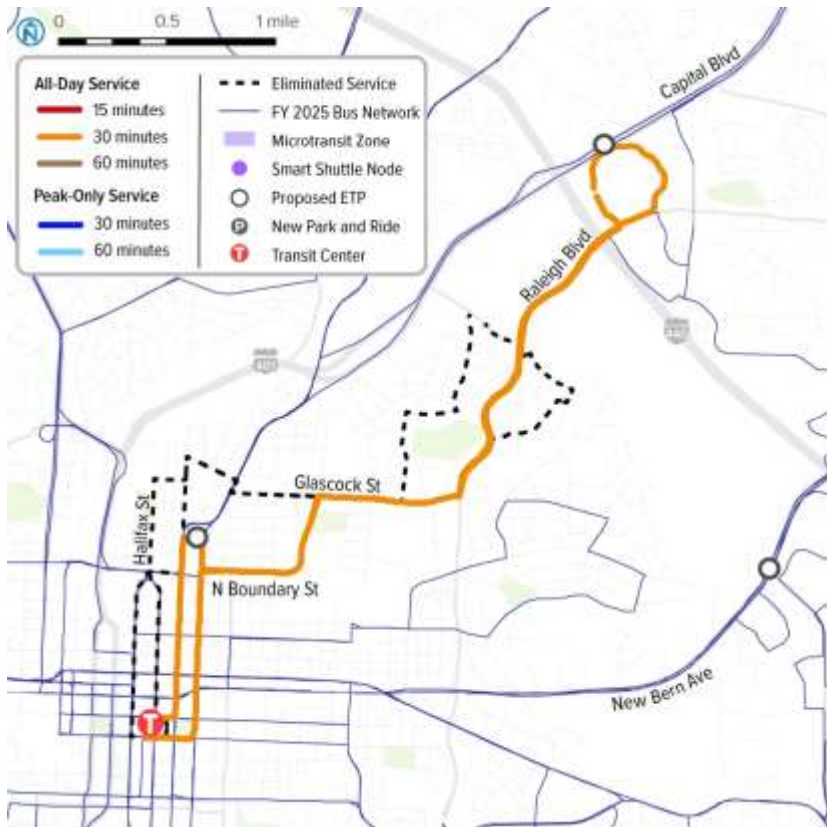 N
0 0.5 1 mile
All-Day Service
15 minutes
30 minutes
60 minutes
Peak-Only Service
30 minutes
60 minutes
Eliminated Service
FY 2025 Bus Network
Microtransit Zone
Smart Shuttle Node
Proposed ETP
P New Park and Ride
T Transit Center
Capital Blvd
Raleigh Blvd
Glascock St
Halifax St
N Boundary St
New Bern Ave
T